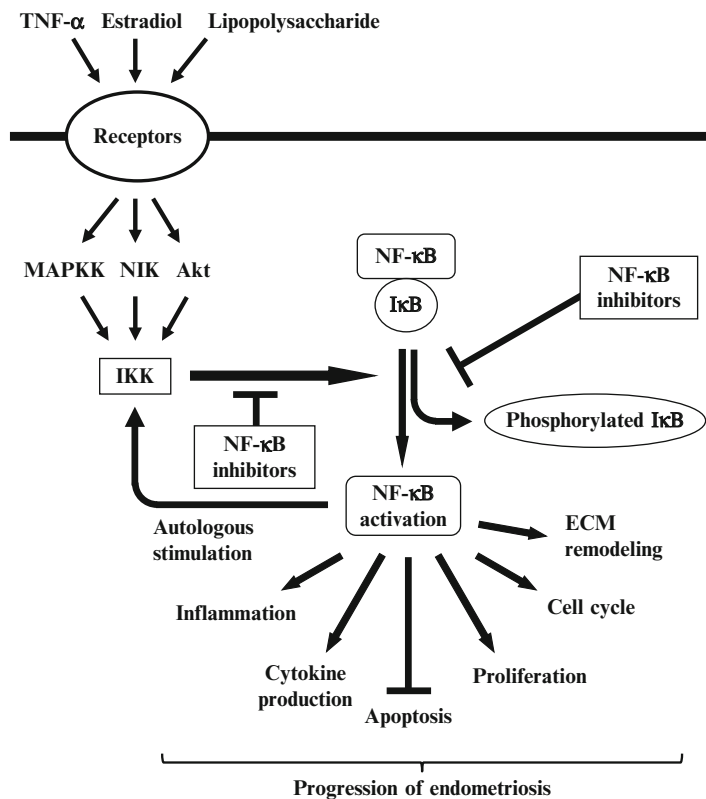 TNF-α Estradiol Lipopolysaccharide
Receptors
MAPKK NIK Akt
NF-κB
IκB
NF-κB
inhibitors
IKK
Phosphorylated IκB
NF-κB
inhibitors
NF-κB
activation
Autologous
stimulation
ECM
remodeling
Inflammation
Cell cycle
Cytokine
production
Proliferation
Apoptosis
Progression of endometriosis